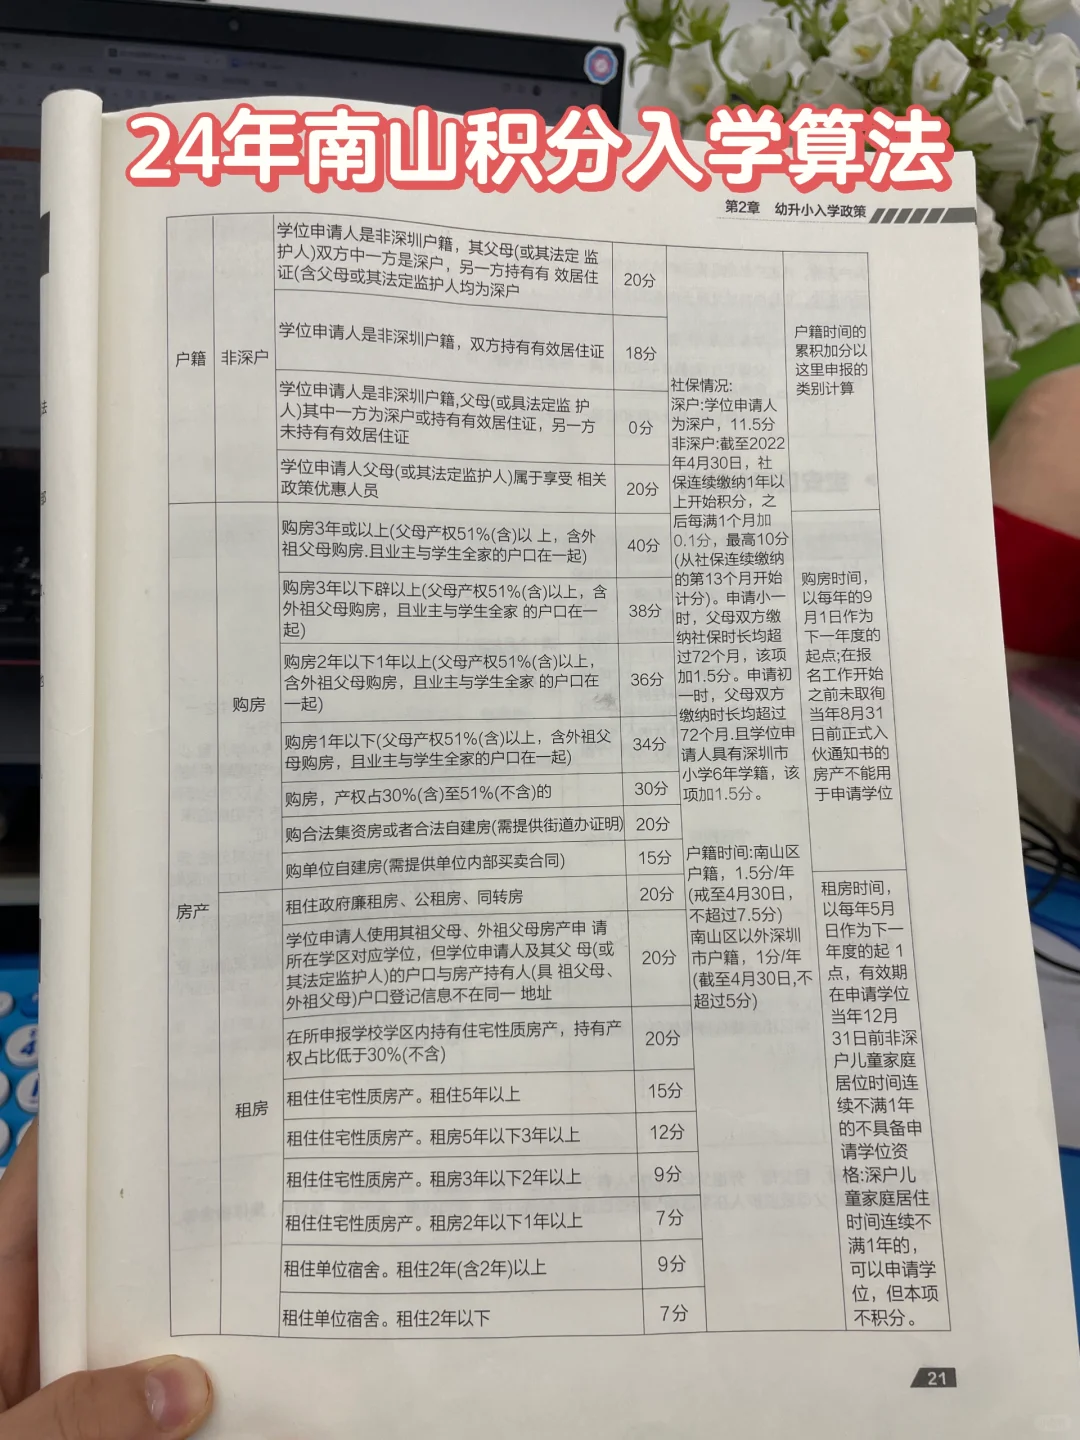 24年南山积分入学算法
第2章 幼升小入学政策
户籍
非深户
学位申请人是非深圳户籍，其父母(或其法定 监
护人)双方中一方是深户，另一方持有有 效居住
证(含父母或其法定监护人均为深户
20分
学位申请人是非深圳户籍，双方持有有效居住证
18分
学位申请人是非深圳户籍,父母(或具法定监 护
人)其中一方为深户或持有有效居住证，另一方
未持有有效居住证
0分
学位申请人父母(或其法定监护人)属于享受 相关
政策优惠人员
20分
房产
购房
购房3年或以上(父母产权51%(含)以 上，含外
祖父母购房.且业主与学生全家的户口在一起)
40分
购房3年以下辟以上(父母产权51%(含)以上，含
外祖父母购房，且业主与学生全家 的户口在一
起)
38分
购房2年以下1年以上(父母产权51%(含)以上，
含外祖父母购房，且业主与学生全家 的户口在
一起)
36分
购房1年以下(父母产权51%(含)以上，含外祖父
母购房，且业主与学生全家的户口在一起)
34分
购房，产权占30%(含)至51%(不含)的
30分
购合法集资房或者合法自建房(需提供街道办证明)
20分
购单位自建房(需提供单位内部买卖合同)
15分
租房
租住政府廉租房、公租房、同转房
20分
学位申请人使用其祖父母、外祖父母房产申 请
所在学区对应学位，但学位申请人及其父 母(或
其法定监护人)的户口与房产持有人(具 祖父母、
外祖父母)户口登记信息不在同一 地址
20分
在所申报学校学区内持有住宅性质房产，持有产
权占比低于30%(不含)
20分
租住住宅性质房产。租住5年以上
15分
租住住宅性质房产。租房5年以下3年以上
12分
租住住宅性质房产。租房3年以下2年以上
9分
租住住宅性质房产。租房2年以下1年以上
7分
租住单位宿舍。租住2年(含2年)以上
9分
租住单位宿舍。租住2年以下
7分
社保情况:
深户:学位申请人
为深户，11.5分
非深户:截至2022
年4月30日，社
保连续缴纳1年以
上开始积分，之
后每满1个月加
0.1分，最高10分
(从社保连续缴纳
的第13个月开始
计分)。申请小一
时，父母双方缴
纳社保时长均超
过72个月，该项
加1.5分。申请初
一时，父母双方
缴纳时长均超过
72个月.且学位申
请人具有深圳市
小学6年学籍，该
项加1.5分。
户籍时间:南山区
户籍，1.5分/年
(戒至4月30日，
不超过7.5分)
南山区以外深圳
市户籍，1分/年
(截至4月30日,不
超过5分)
户籍时间的
累积加分以
这里申报的
类别计算
购房时间，
以每年的9
月1日作为
下一年度的
起点;在报
名工作开始
之前未取徇
当年8月31
日前正式入
伙通知书的
房产不能用
于申请学位
租房时间，
以每年5月
日作为下一
年度的起 1
点，有效期
在申请学位
当年12月
31日前非深
户儿童家庭
居位时间连
续不满1年
的不具备申
请学位资
格:深户儿
童家庭居住
时间连续不
满1年的，
可以申请学
位，但本项
不积分。
21